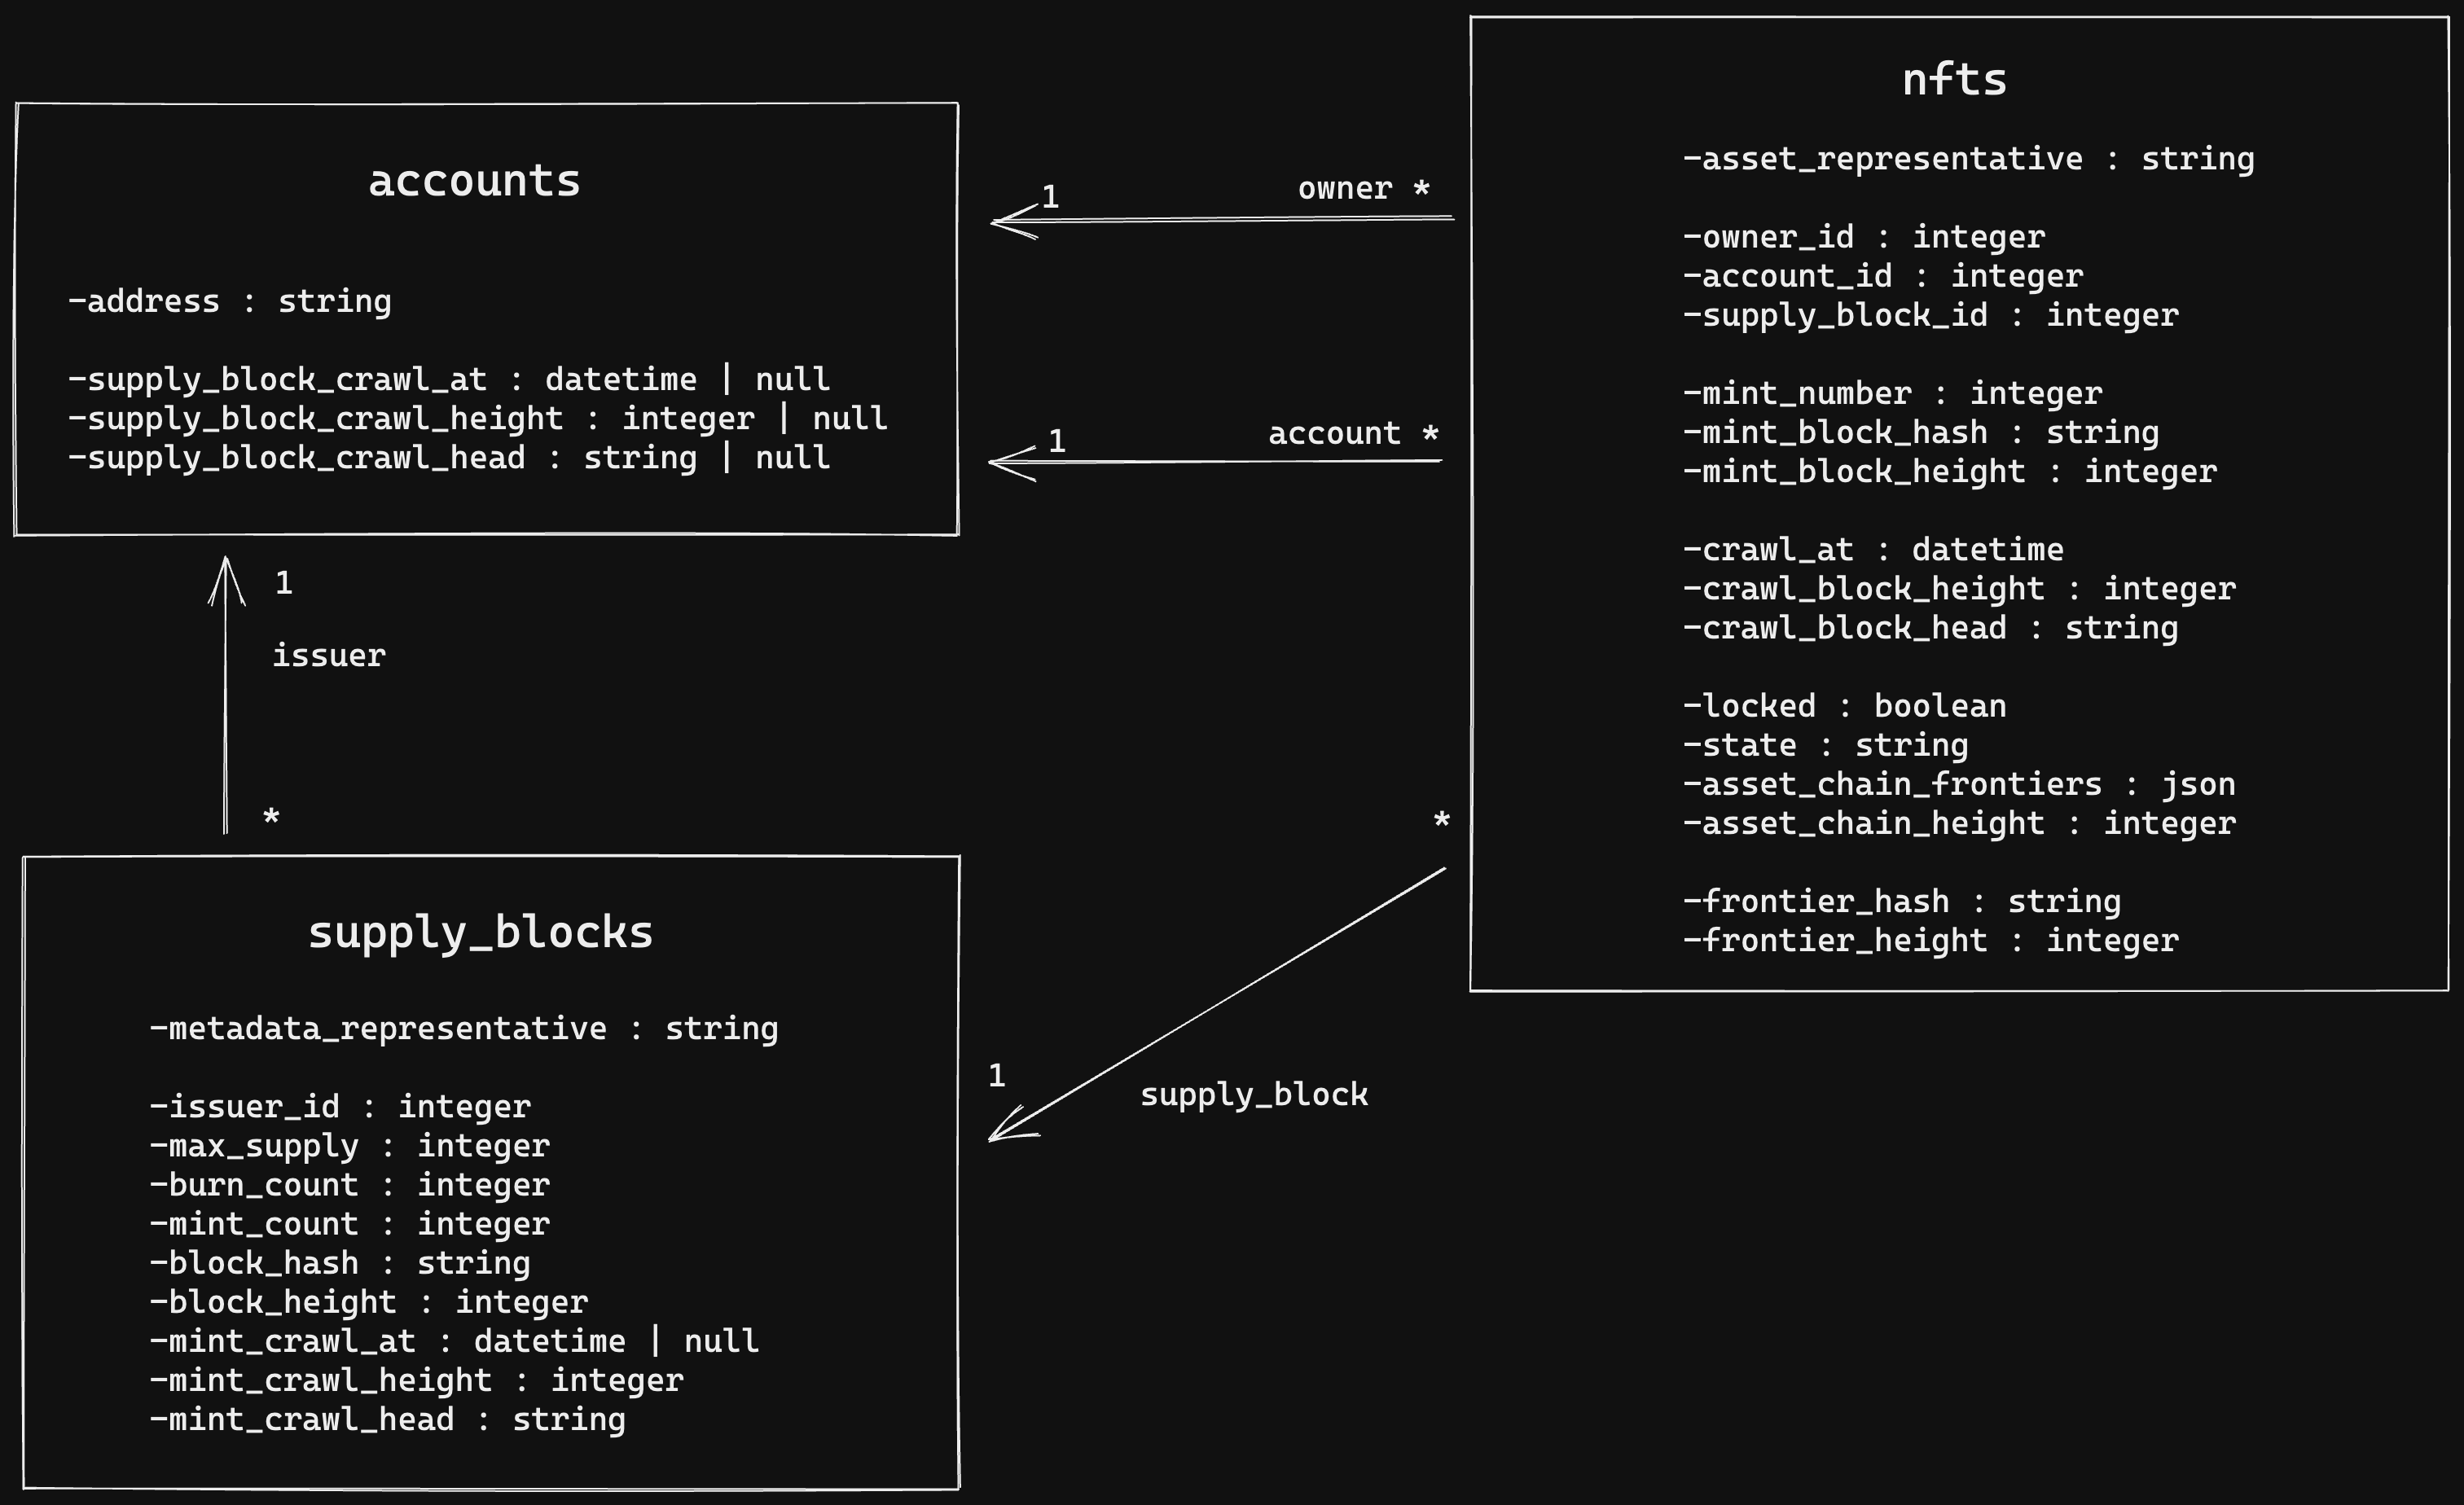 accounts
-address : string
-supply_block_crawl_at : datetime | null
-supply_block_crawl_height : integer | null
-supply_block_crawl_head : string | null
1
owner *
1
account *
nfts
-asset_representative : string
-owner_id : integer
-account_id : integer
-supply_block_id : integer
-mint_number : integer
-mint_block_hash : string
-mint_block_height : integer
-crawl_at : datetime
-crawl_block_height : integer
-crawl_block_head : string
-locked : boolean
-state : string
-asset_chain_frontiers : json
-asset_chain_height : integer
-frontier_hash : string
-frontier_height : integer
1
issuer
*
*
1
supply_block
supply_blocks
-metadata_representative : string
-issuer_id : integer
-max_supply : integer
-burn_count : integer
-mint_count : integer
-block_hash : string
-block_height : integer
-mint_crawl_at : datetime | null
-mint_crawl_height : integer
-mint_crawl_head : string